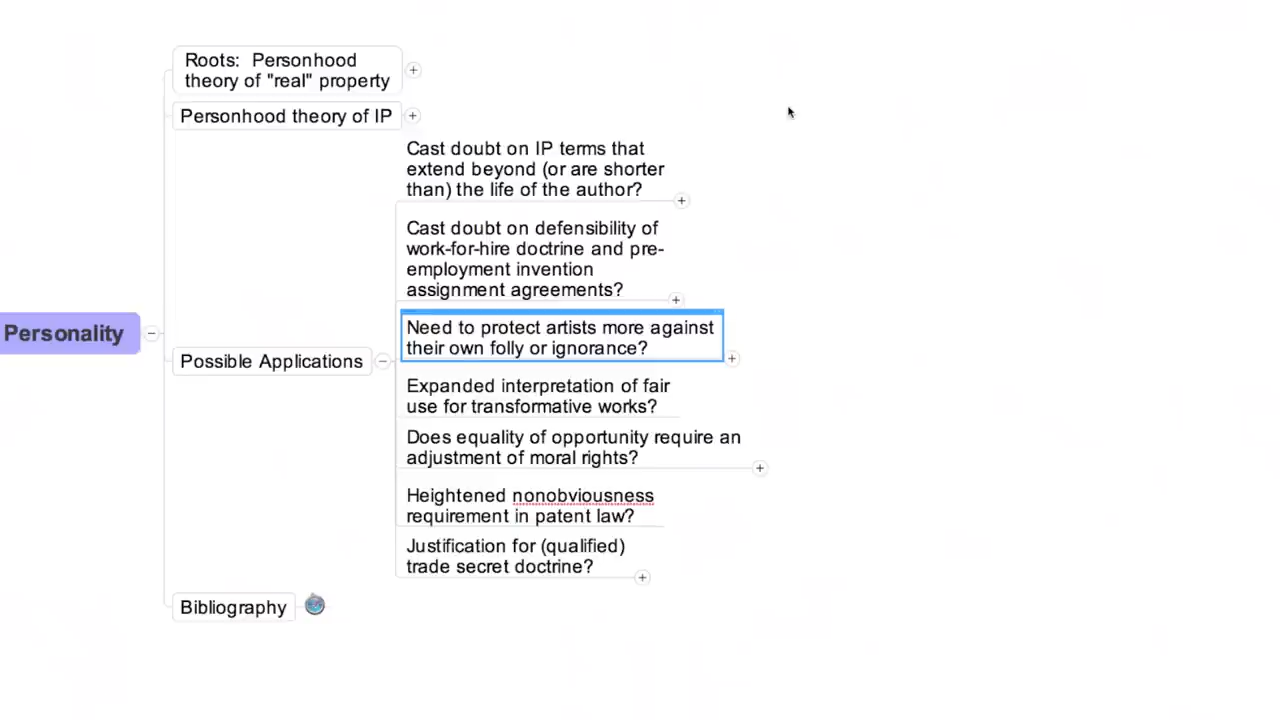 Roots:  Personhood
theory of "real" property
Personhood theory of IP
Cast doubt on IP terms that
extend beyond (or are shorter
than) the life of the author?
Cast doubt on defensibility of
work-for-hire doctrine and pre-
employment invention
assignment agreements?
Personality
Need to protect artists more against
their own folly or ignorance?
Possible Applications
Expanded interpretation of fair
use for transformative works?
Does equality of opportunity require an
adjustment of moral rights?
Heightened nonobviousness
requirement in patent law?
Justification for (qualified)
trade secret doctrine?
Bibliography